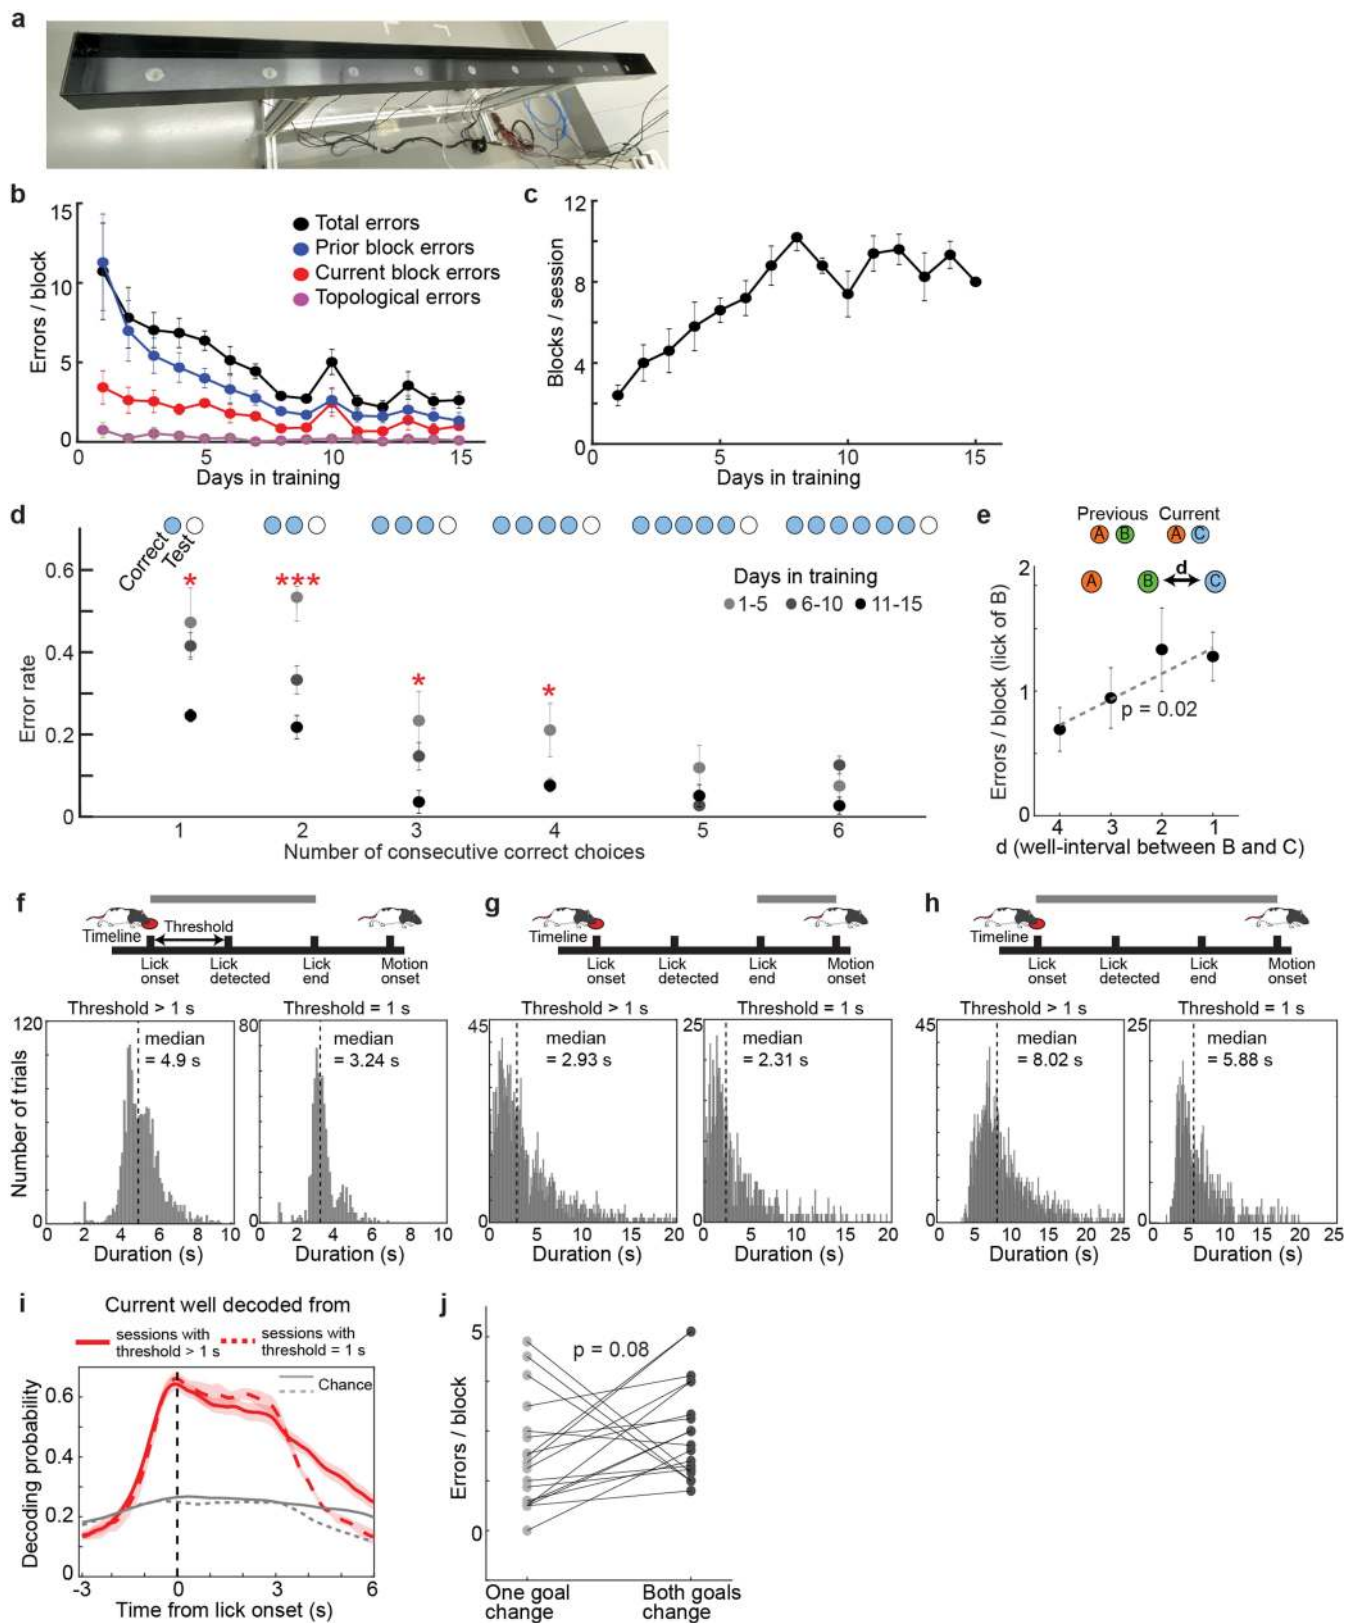 a
b
15
10
5
0
Errors / block
Total errors
Prior block errors
Current block errors
Topological errors
0
5
10
15
Days in training
c
12
8
4
0
Blocks / session
0
5
10
15
Days in training
d
Correct
Test
0.6
0.4
0.2
0
Error rate
*
***
*
*
Days in training
1-5
6-10
11-15
1
2
3
4
5
6
Number of consecutive correct choices
e
Previous
Current
A
B
A
C
A
B
d
C
2
1
0
Errors / block (lick of B)
p = 0.02
4
3
2
1
d (well-interval between B and C)
f
Timeline
Threshold
Lick onset
Lick detected
Lick end
Motion onset
Threshold > 1 s
Threshold = 1 s
120
0
Number of trials
median
= 4.9 s
0
2
4
6
8
10
Duration (s)
80
0
median
= 3.24 s
0
2
4
6
8
10
Duration (s)
g
Timeline
Lick onset
Lick detected
Lick end
Motion onset
Threshold > 1 s
Threshold = 1 s
45
0
median
= 2.93 s
0
5
10
15
20
Duration (s)
25
0
median
= 2.31 s
0
5
10
15
20
Duration (s)
h
Timeline
Lick onset
Lick detected
Lick end
Motion onset
Threshold > 1 s
Threshold = 1 s
45
0
median
= 8.02 s
0
5
10
15
20
25
Duration (s)
25
0
median
= 5.88 s
0
5
10
15
20
25
Duration (s)
i
Current well decoded from
sessions with
threshold > 1 s
sessions with
threshold = 1 s
Chance
0.6
0.4
0.2
0
Decoding probability
-3
0
3
6
Time from lick onset (s)
j
5
0
Errors / block
p = 0.08
One goal
change
Both goals
change